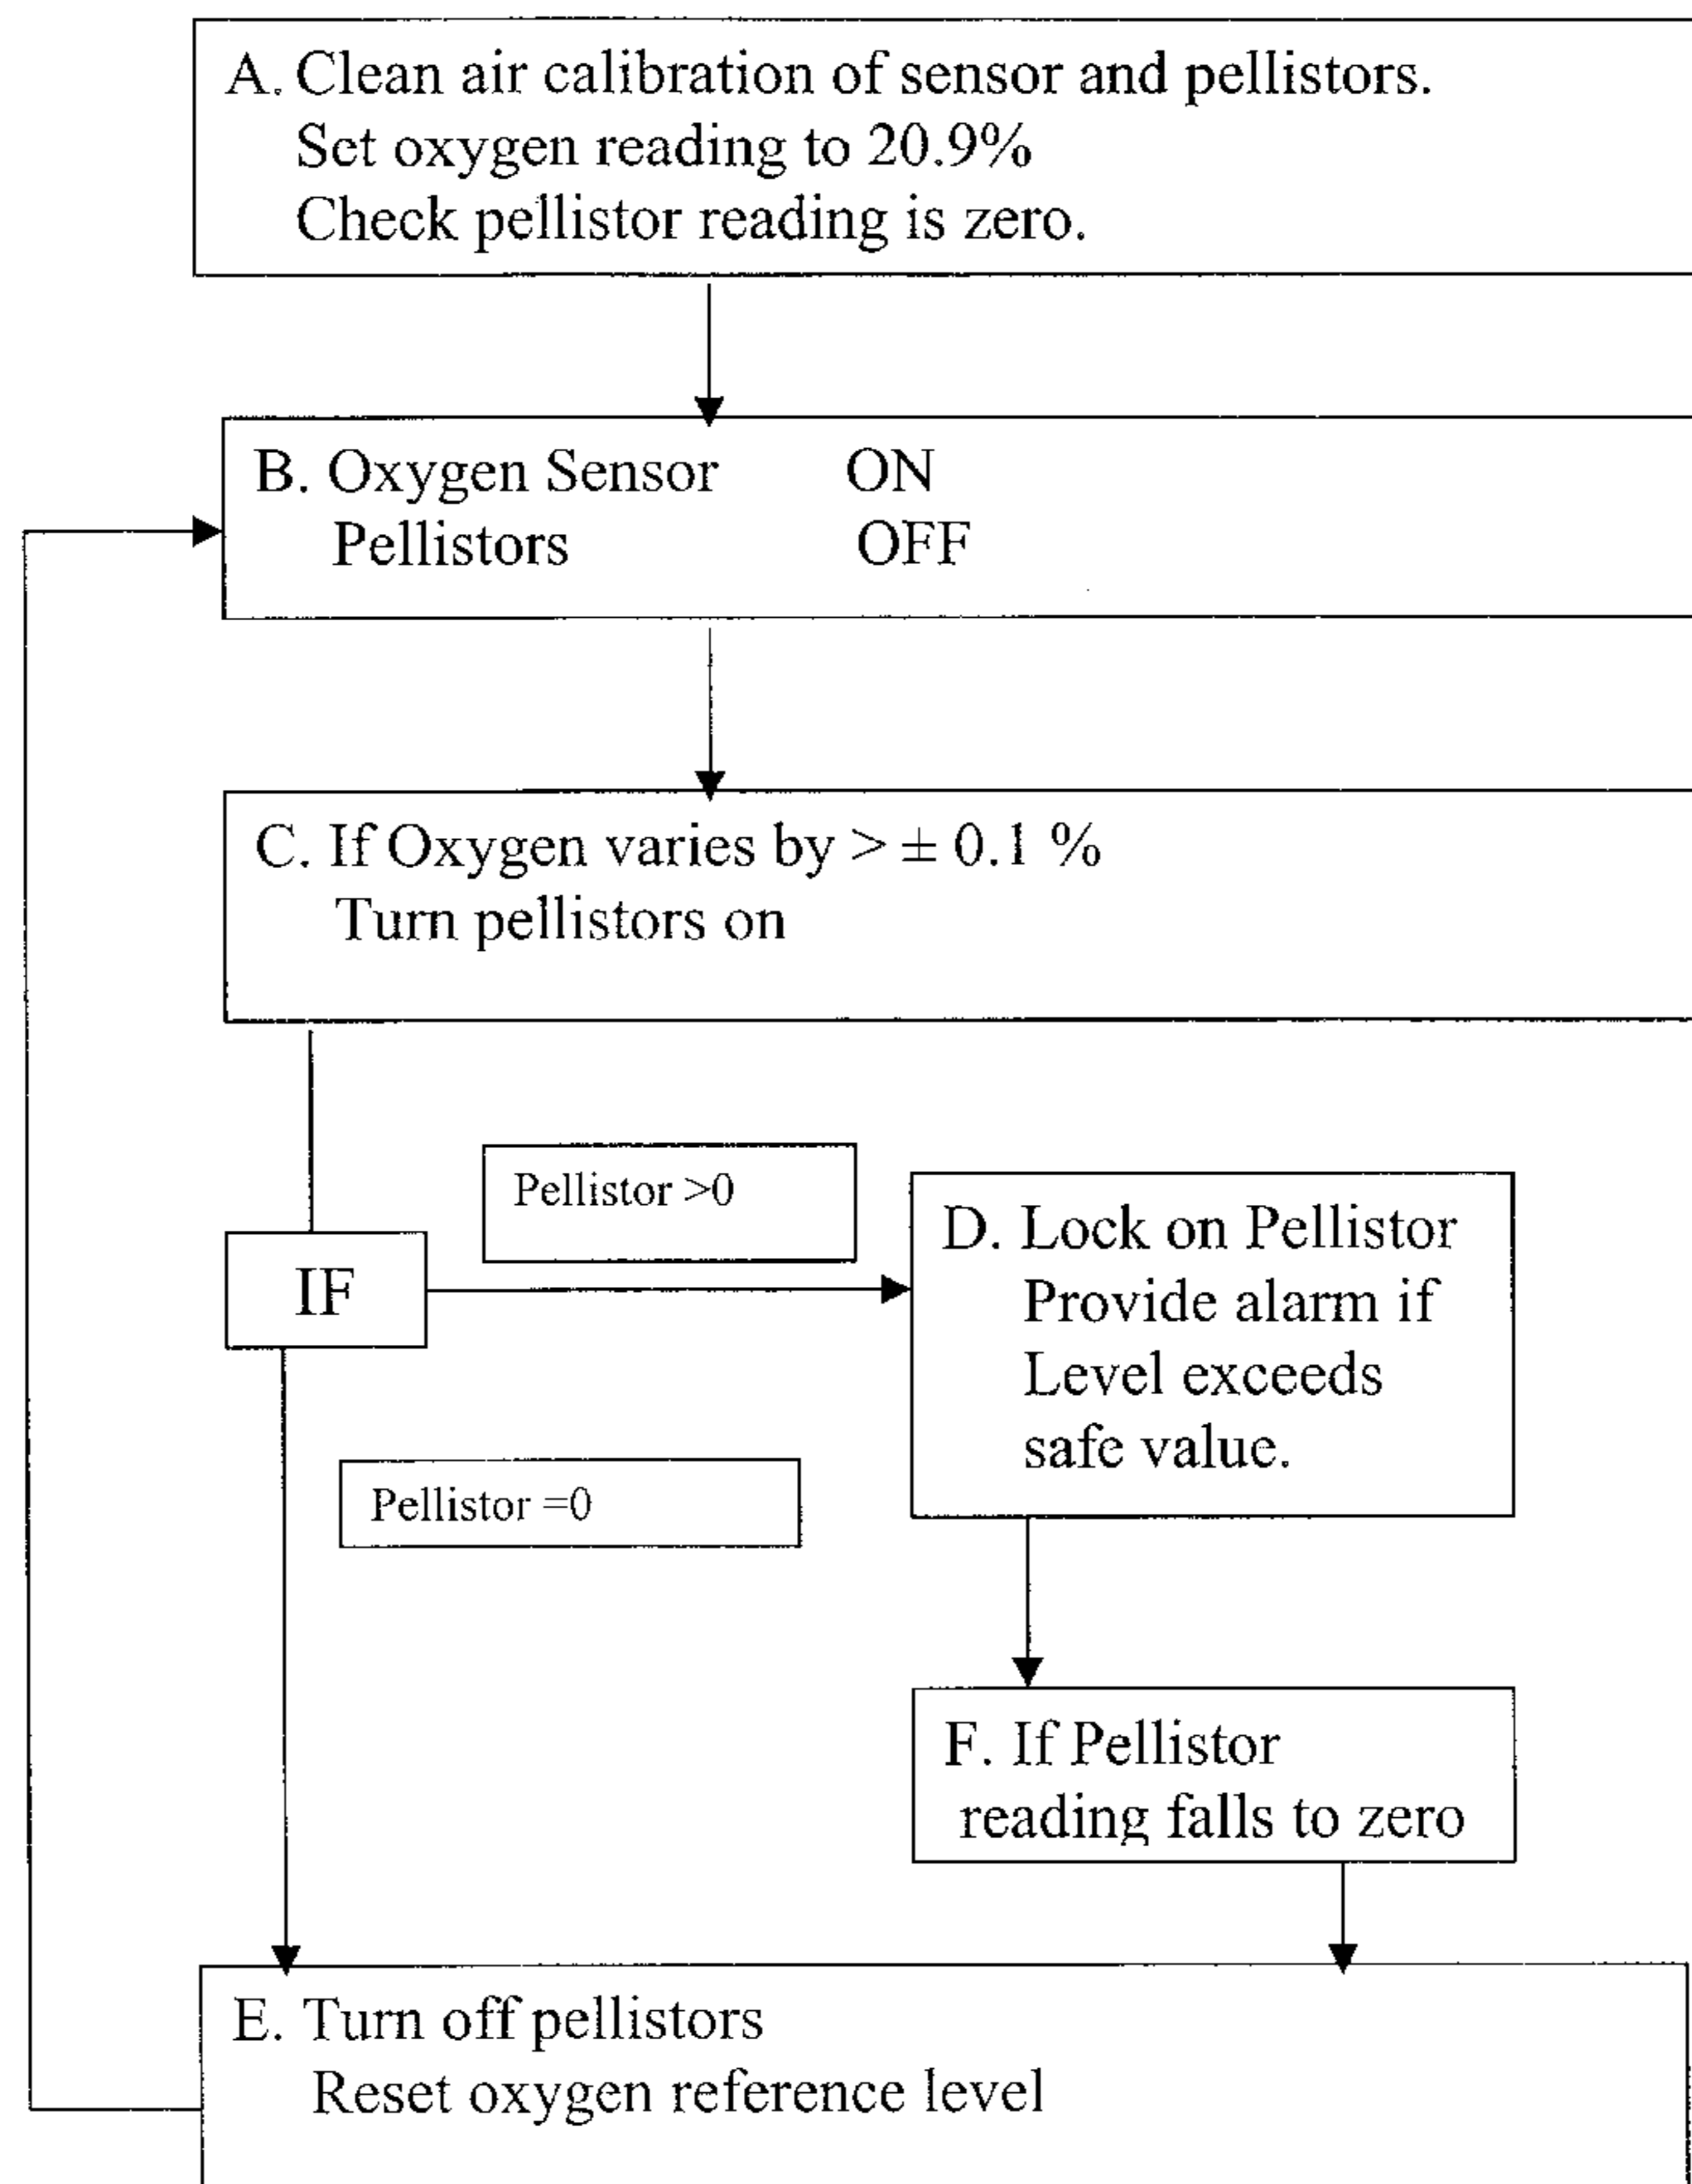 A. Clean air calibration of sensor and pellistors.
Set oxygen reading to 20.9%
Check pellistor reading is zero.
B. Oxygen Sensor ON
Pellistors OFF
C. If Oxygen varies by > ± 0.1 %
Turn pellistors on
Pellistor >0
IF
D. Lock on Pellistor
Provide alarm if
Level exceeds
safe value.
Pellistor =0
F. If Pellistor
reading falls to zero
E. Turn off pellistors
Reset oxygen reference level